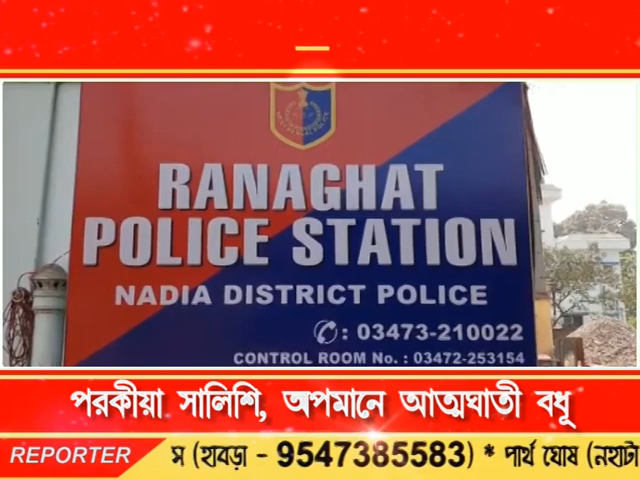 RANAGHAT
POLICE STATION
NADIA DISTRICT POLICE
✆: 03473-210022
CONTROL ROOM No. : 03472-253154
পরকীয়া সালিশি, অপমানে আত্মঘাতী বধূ
REPORTER স (হাবড়া - 9547385583) * পার্থ ঘোষ (নহাটা